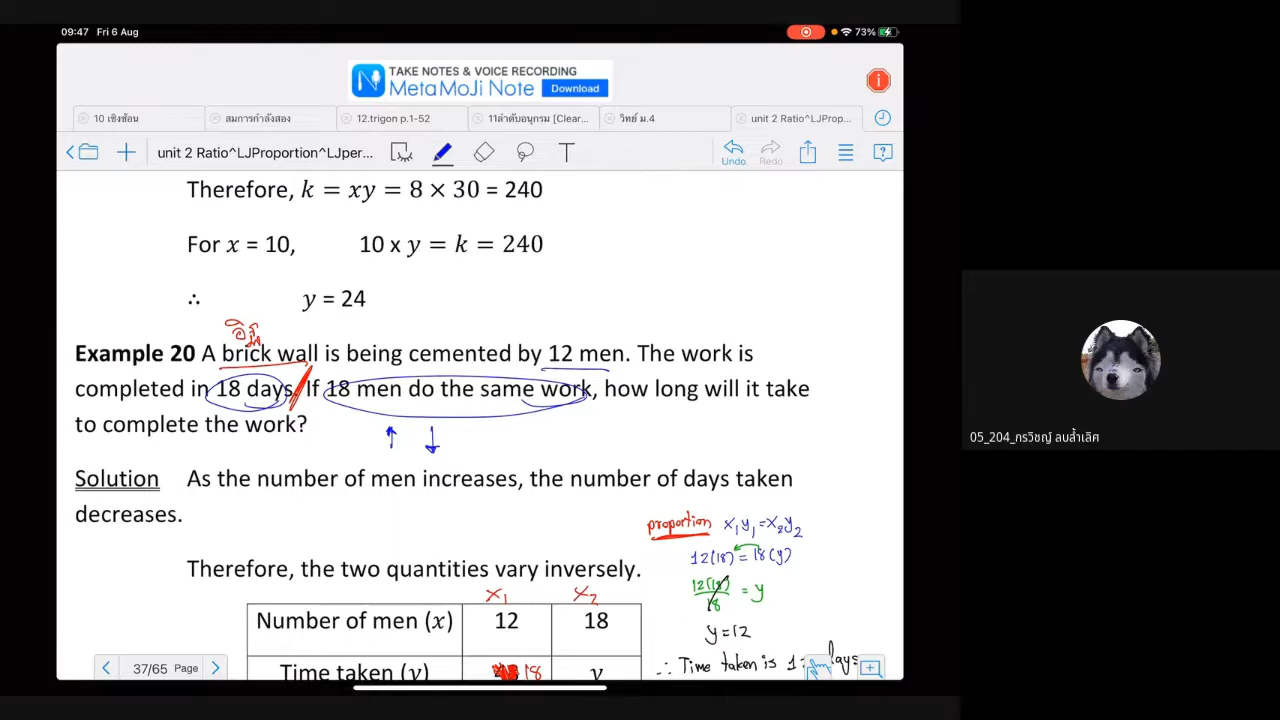 09:47 Fri 6 Aug
73%
TAKE NOTES & VOICE RECORDING
MetaMoJi Note
Download
10 เชิงซ้อน
สมการกำลังสอง
12.trigon p.1-52
11ลำดับอนุกรม [Clear...
วิทย์ ม.4
unit 2 Ratio^LJProp...
unit 2 Ratio^LJProportion^LJper...
T
Undo
Redo
Therefore, k = xy = 8 × 30 = 240
For x = 10, 10 x y = k = 240
∴ y = 24
Example 20 A brick wall is being cemented by 12 men. The work is
completed in 18 days. If 18 men do the same work, how long will it take
to complete the work?
Solution As the number of men increases, the number of days taken
decreases.
proportion x₁y₁=x₂y₂
12(18) = 18(y)
12(18)/18 = y
y=12
Therefore, the two quantities vary inversely.
x₁ x₂
Number of men (x) 12 18
Time taken (y) 18 y
∴ Time taken is
37/65 Page
05_204_กรวิชญ์ ลบล้ำเลิศ